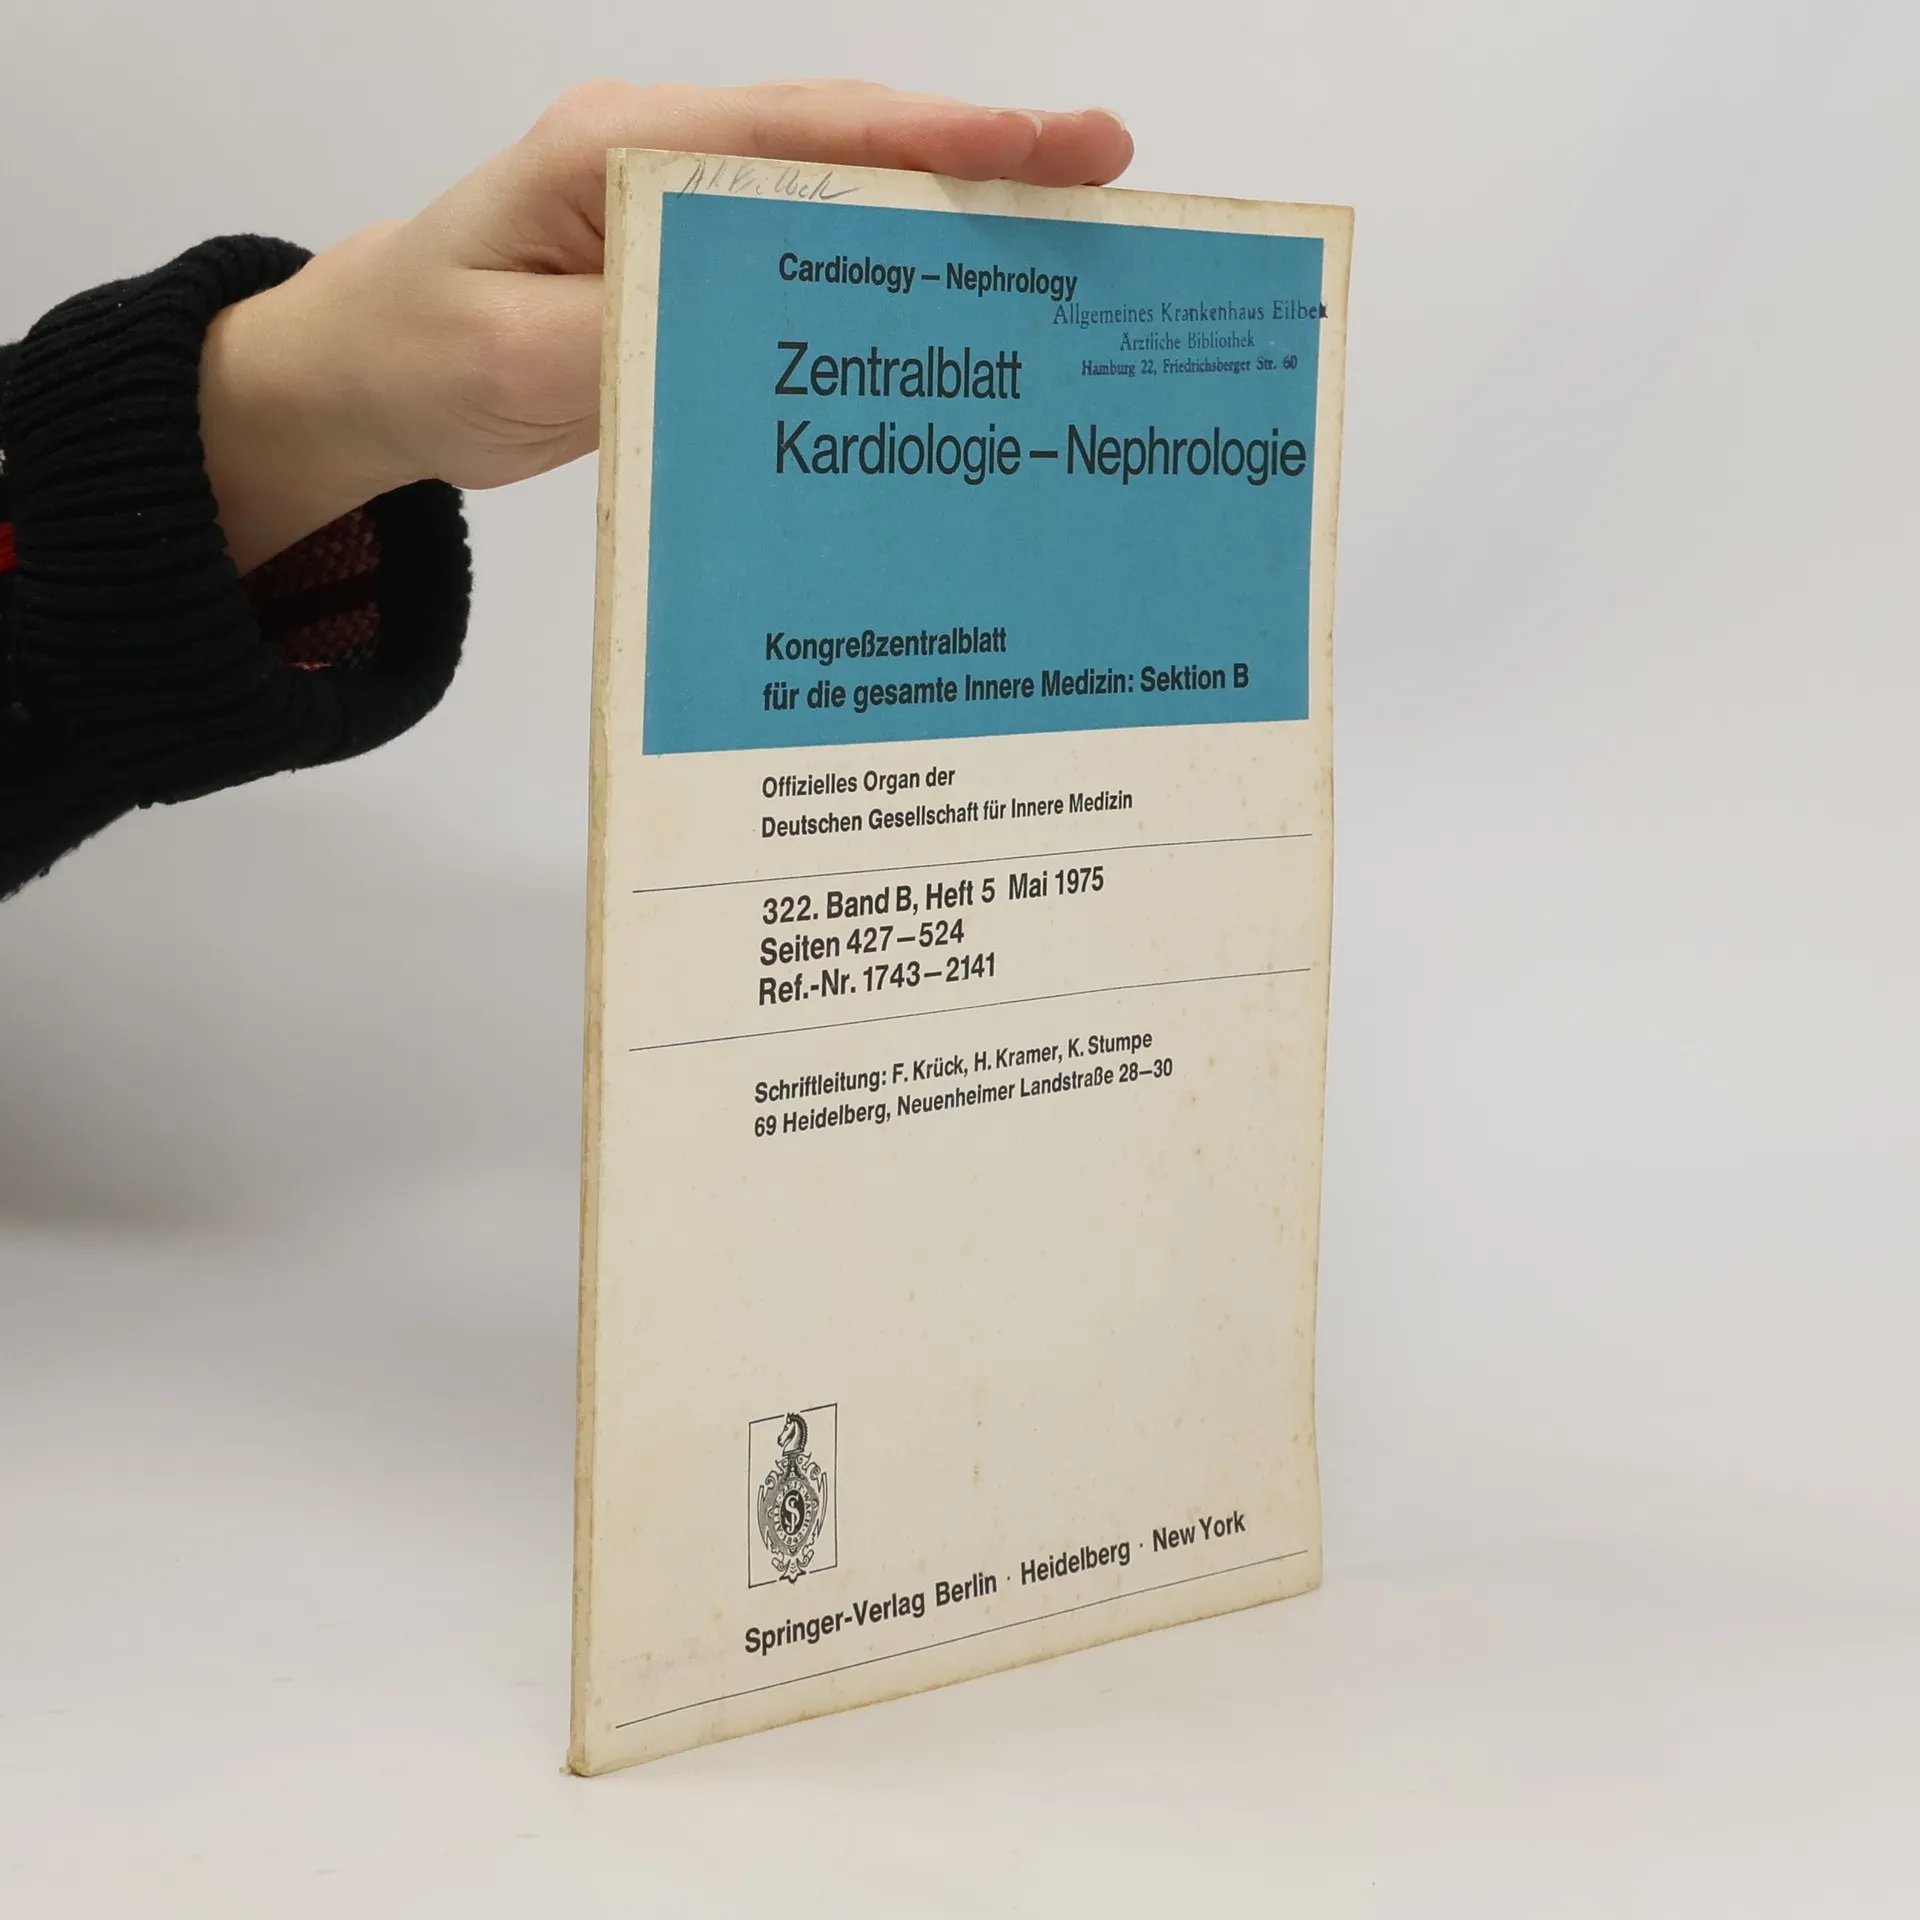 Cardiology – Nephrology
Allgemeines Krankenhaus Eilbek
Ärztliche Bibliothek
Hamburg 22, Friedrichsberger Str. 60
Zentralblatt
Kardiologie – Nephrologie
Kongreßzentralblatt
für die gesamte Innere Medizin: Sektion B
Offizielles Organ der
Deutschen Gesellschaft für Innere Medizin
322. Band B, Heft 5 Mai 1975
Seiten 427–524
Ref.-Nr. 1743–2141
Schriftleitung: F. Krück, H. Kramer, K. Stumpe
69 Heidelberg, Neuenheimer Landstraße 28–30
Springer-Verlag Berlin · Heidelberg · New York